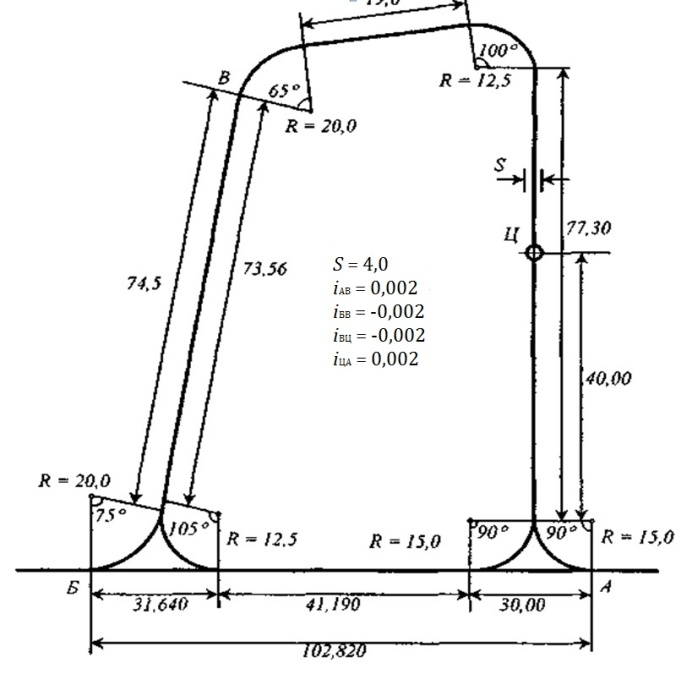 100°
R = 12,5
В
65°
R = 20,0
S
Ц
77,30
74,5
73,56
S = 4,0
iАВ = 0,002
iБВ = -0,002
iВЦ = -0,002
iЦА = 0,002
40,00
R = 20,0
75°
105°
R = 12,5
R = 15,0
90°
90°
R = 15,0
Б
31,640
41,190
30,00
А
102,820